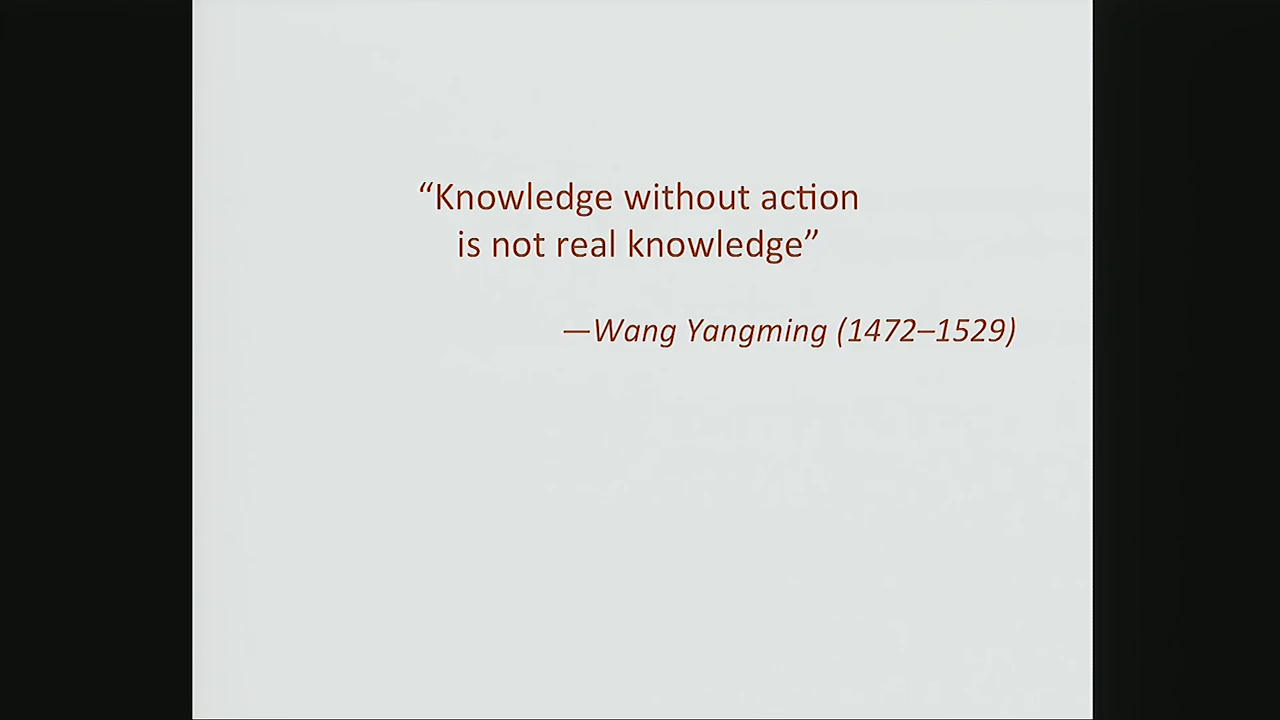 “Knowledge without action
is not real knowledge”
—Wang Yangming (1472–1529)